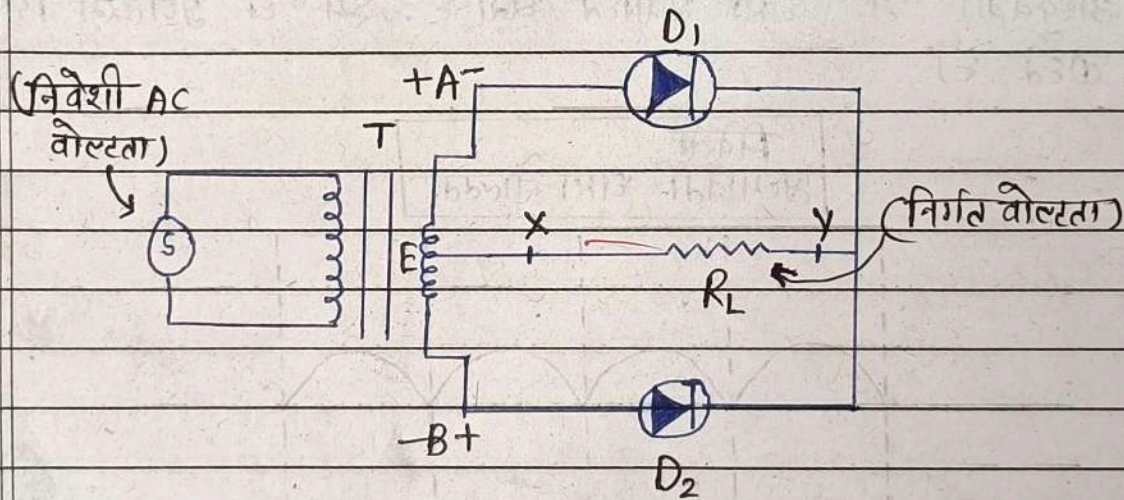 D1
(निवेशी AC
वोल्टता)
+A-
T
S
E
X
Y
(निर्गत वोल्टता)
RL
-B+
D2